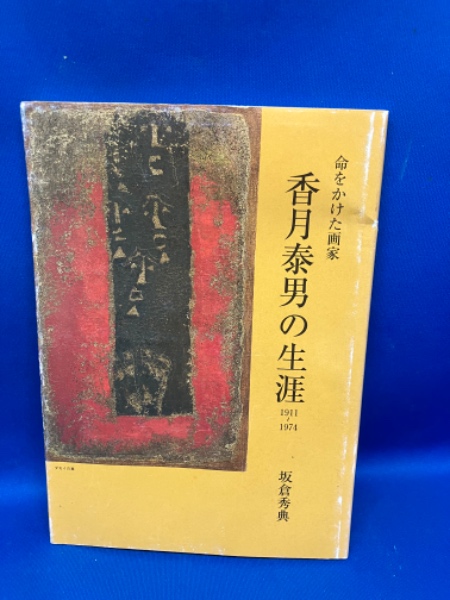 命をかけた画家
香月泰男の生涯
1911
〜
1974
坂倉秀典